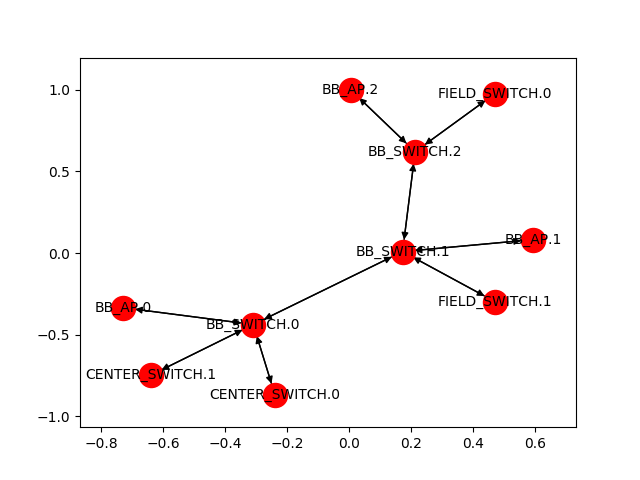 1.0
0.5
0.0
−0.5
−1.0
BB_AP.2
FIELD_SWITCH.0
BB_SWITCH.2
BB_AP.1
BB_SWITCH.1
FIELD_SWITCH.1
BB_AP.0
BB_SWITCH.0
CENTER_SWITCH.1
CENTER_SWITCH.0
−0.8 −0.6 −0.4 −0.2 0.0 0.2 0.4 0.6